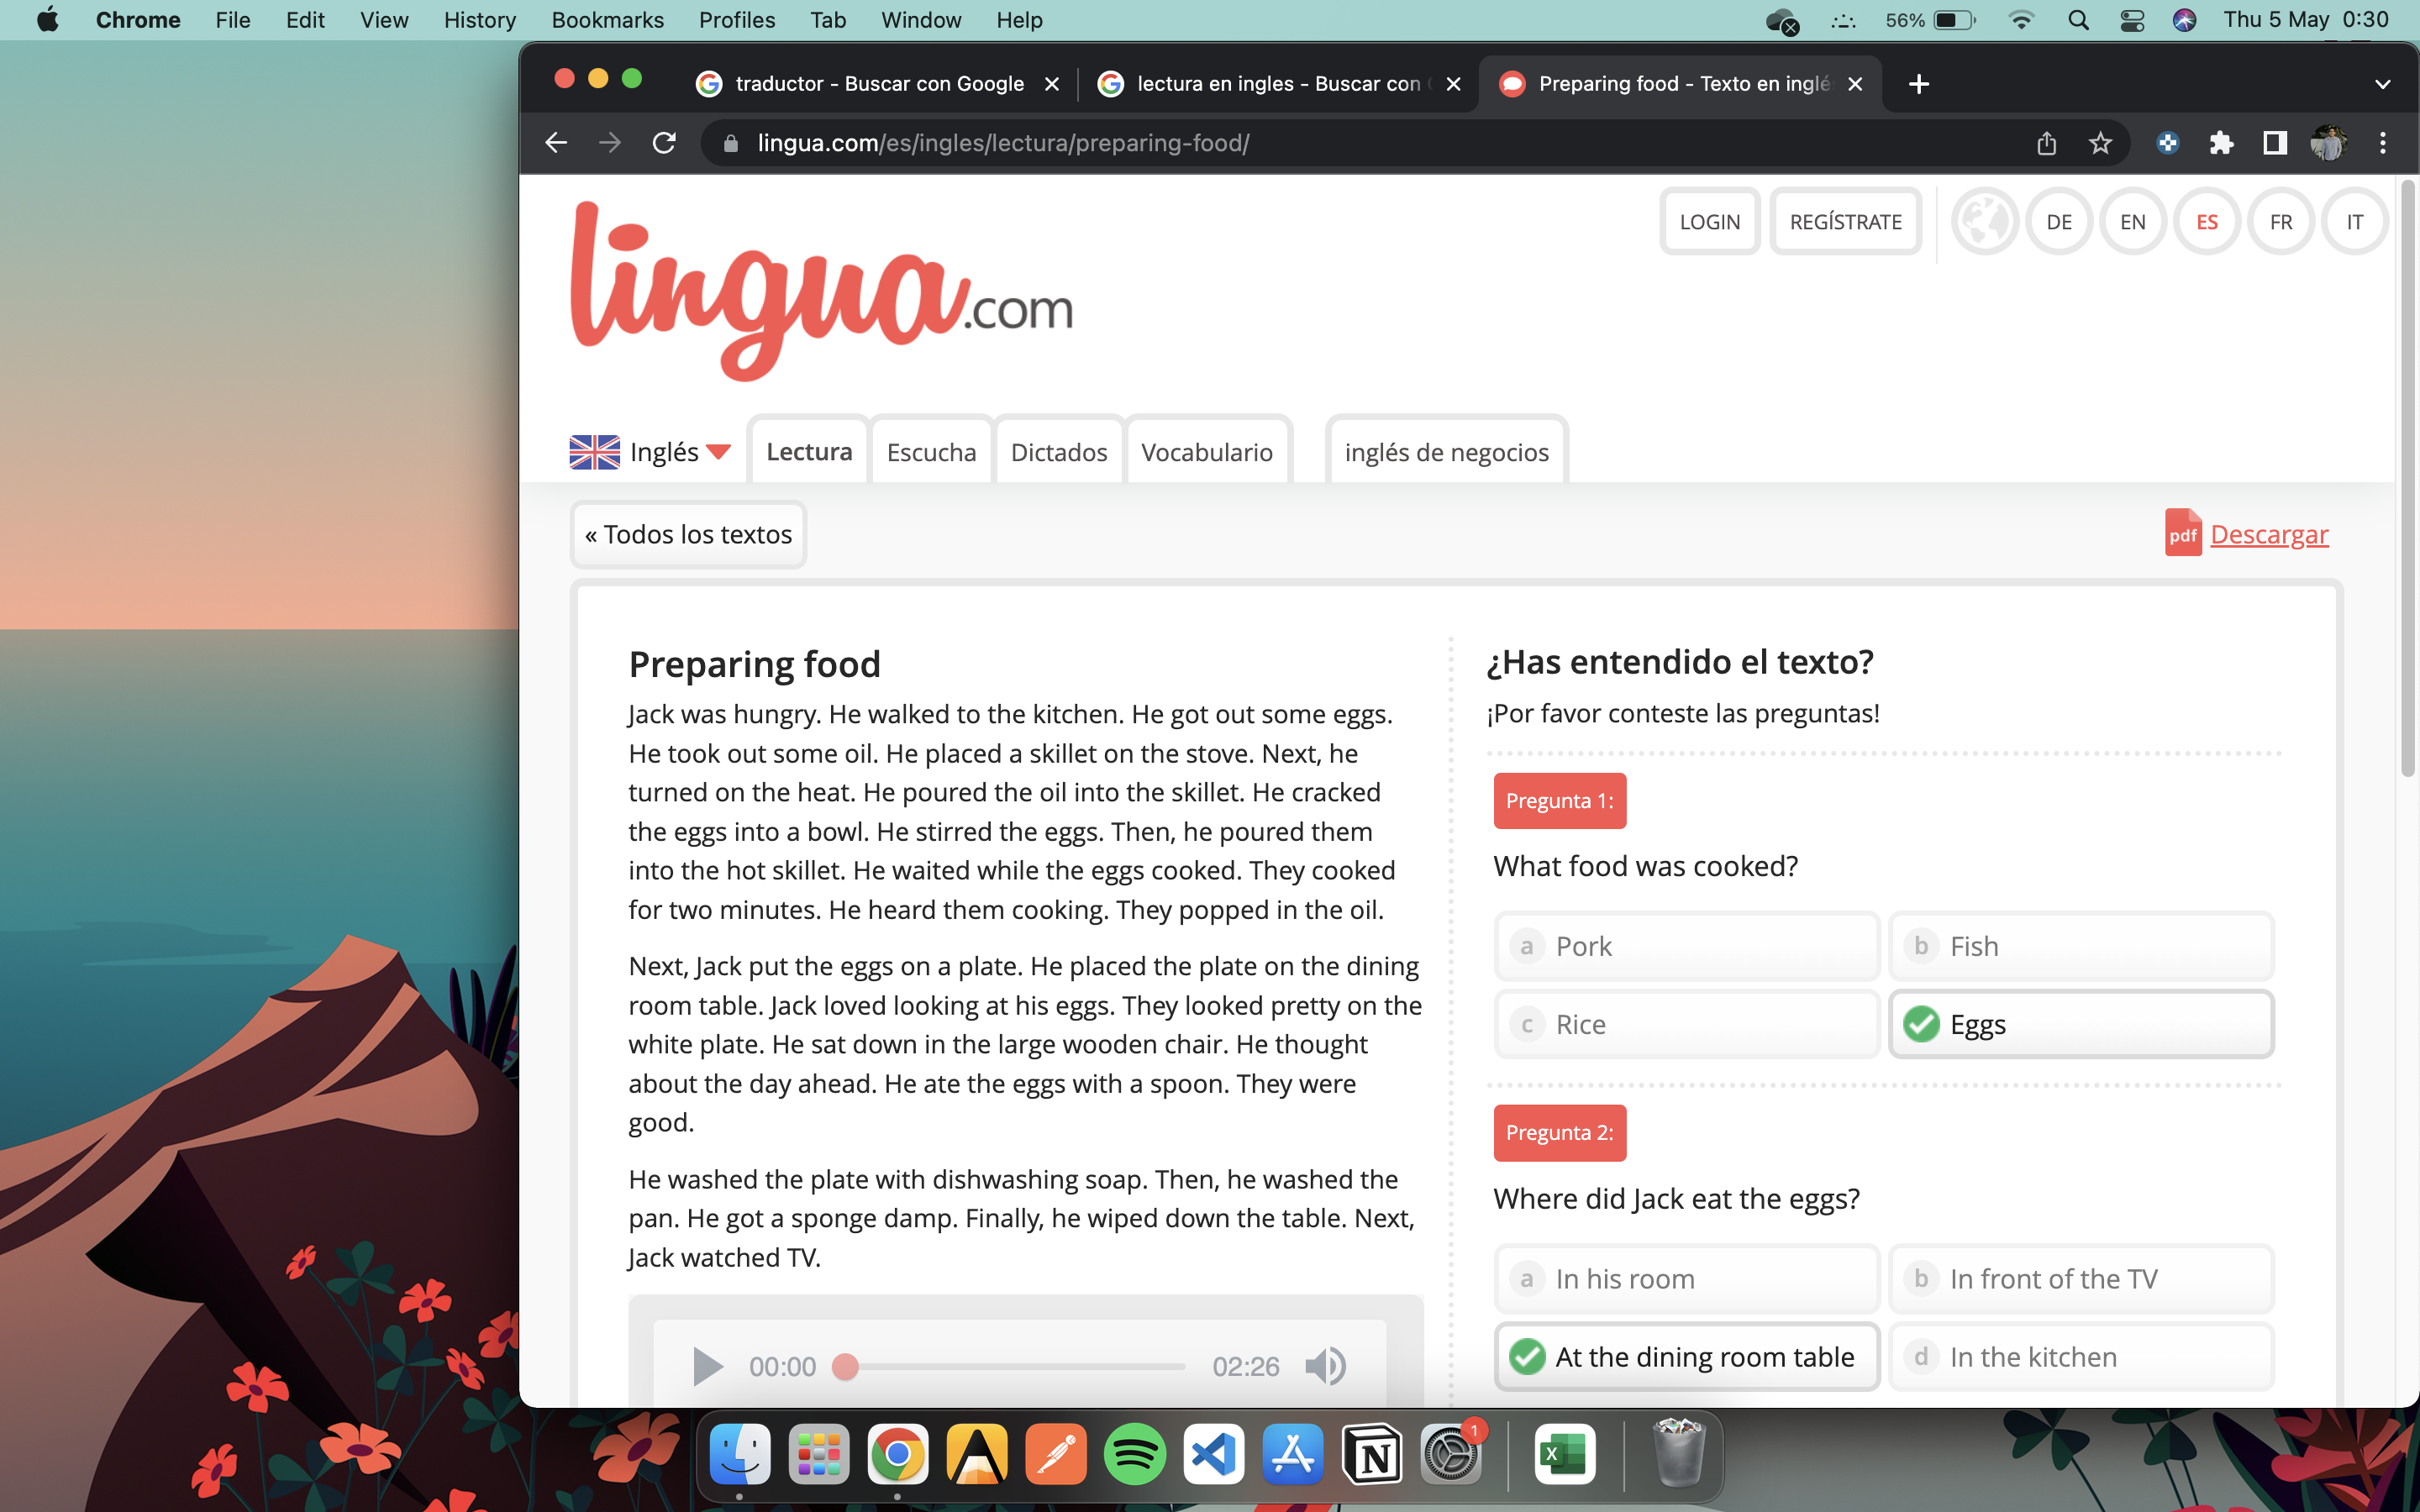 Chrome File Edit View History Bookmarks Profiles Tab Window Help
56% Thu 5 May 0:30
traductor - Buscar con Google
lectura en ingles - Buscar con
Preparing food - Texto en inglé
lingua.com/es/ingles/lectura/preparing-food/
lingua.com
LOGIN REGÍSTRATE DE EN ES FR IT
Inglés Lectura Escucha Dictados Vocabulario inglés de negocios
« Todos los textos
pdf Descargar
Preparing food
Jack was hungry. He walked to the kitchen. He got out some eggs.
He took out some oil. He placed a skillet on the stove. Next, he
turned on the heat. He poured the oil into the skillet. He cracked
the eggs into a bowl. He stirred the eggs. Then, he poured them
into the hot skillet. He waited while the eggs cooked. They cooked
for two minutes. He heard them cooking. They popped in the oil.
Next, Jack put the eggs on a plate. He placed the plate on the dining
room table. Jack loved looking at his eggs. They looked pretty on the
white plate. He sat down in the large wooden chair. He thought
about the day ahead. He ate the eggs with a spoon. They were
good.
He washed the plate with dishwashing soap. Then, he washed the
pan. He got a sponge damp. Finally, he wiped down the table. Next,
Jack watched TV.
00:00 02:26
¿Has entendido el texto?
¡Por favor conteste las preguntas!
Pregunta 1:
What food was cooked?
a Pork
b Fish
c Rice
Eggs
Pregunta 2:
Where did Jack eat the eggs?
a In his room
b In front of the TV
At the dining room table
d In the kitchen
1